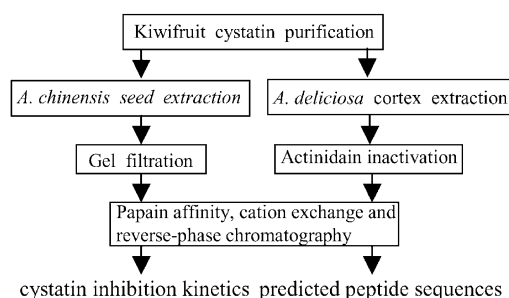 Kiwifruit cystatin purification
A. chinensis seed extraction
A. deliciosa cortex extraction
Gel filtration
Actinidain inactivation
Papain affinity, cation exchange and
reverse-phase chromatography
cystatin inhibition kinetics predicted peptide sequences